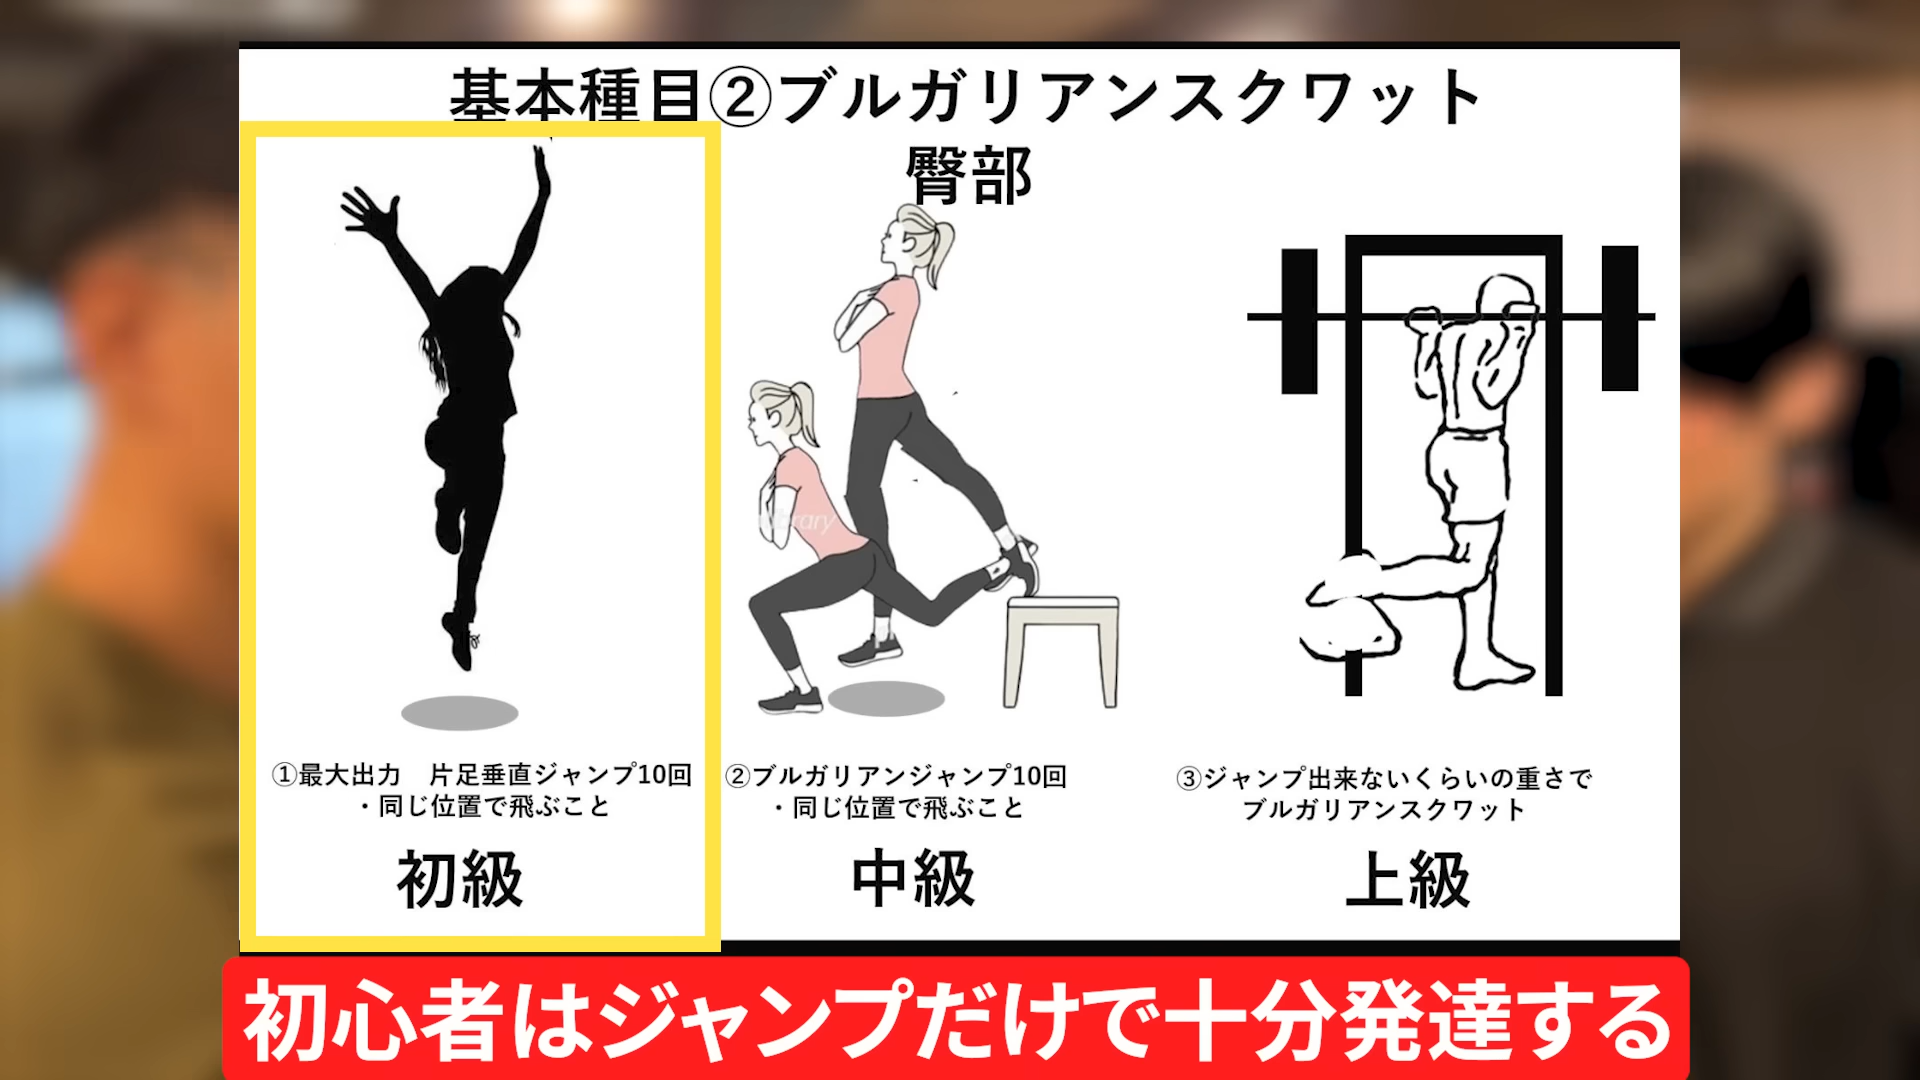 基本種目②ブルガリアンスクワット
臀部
①最大出力　片足垂直ジャンプ10回
・同じ位置で飛ぶこと
初級
②ブルガリアンジャンプ10回
・同じ位置で飛ぶこと
中級
③ジャンプ出来ないくらいの重さで
ブルガリアンスクワット
上級
初心者はジャンプだけで十分発達する